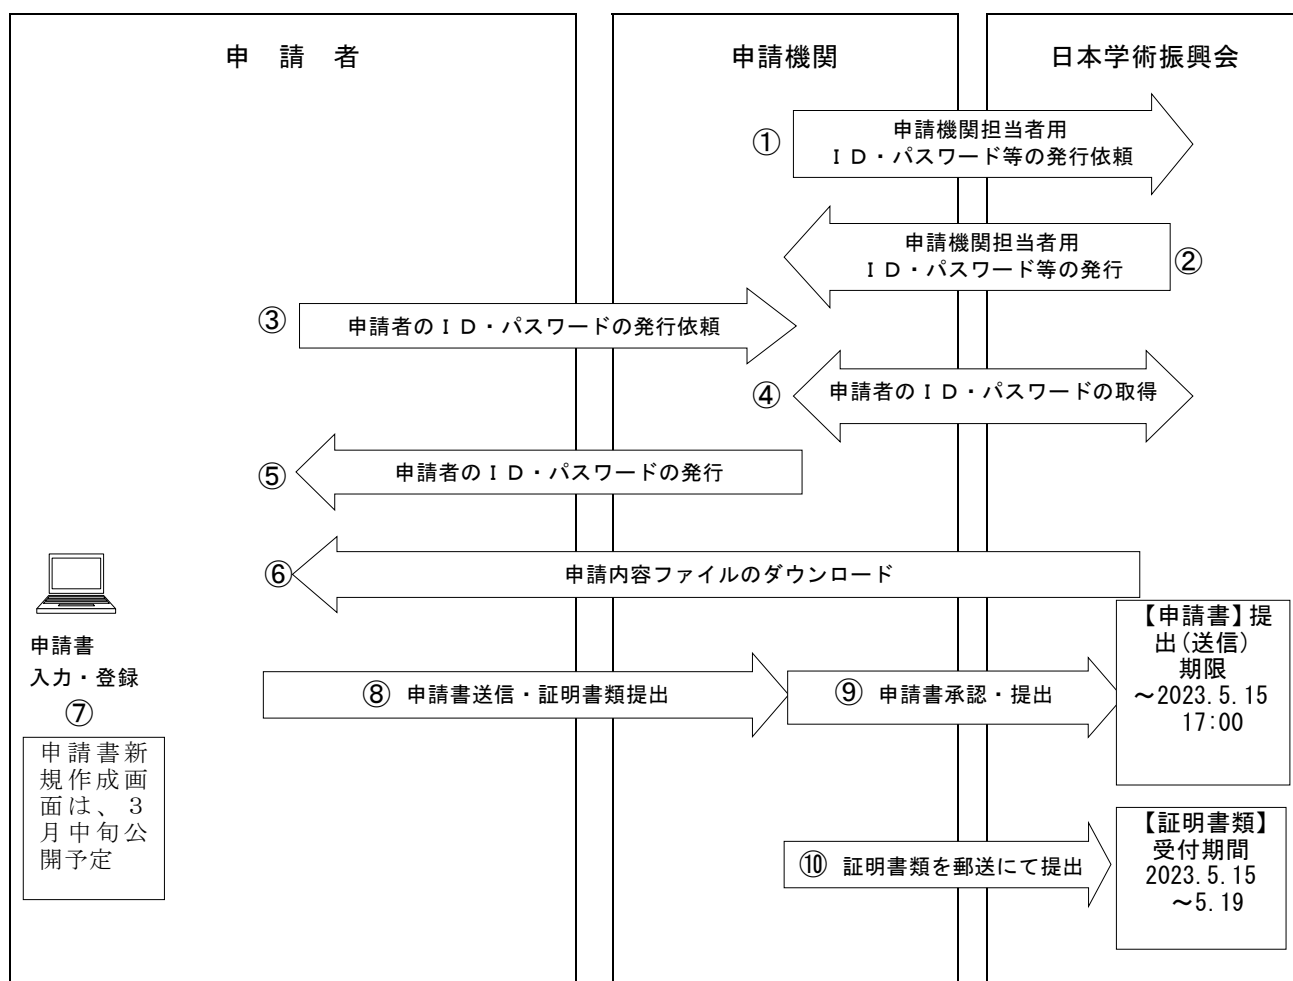 申 請 者
申請機関
日本学術振興会
①
申請機関担当者用
ＩＤ・パスワード等の発行依頼
申請機関担当者用
ＩＤ・パスワード等の発行
②
③
申請者のＩＤ・パスワードの発行依頼
④
申請者のＩＤ・パスワードの取得
⑤
申請者のＩＤ・パスワードの発行
⑥
申請内容ファイルのダウンロード
申請書
入力・登録
⑦
申請書新
規作成画
面は、３
月中旬公
開予定
⑧ 申請書送信・証明書類提出
⑨ 申請書承認・提出
【申請書】提
出(送信)
期限
～2023.5.15
17:00
⑩ 証明書類を郵送にて提出
【証明書類】
受付期間
2023.5.15
～5.19